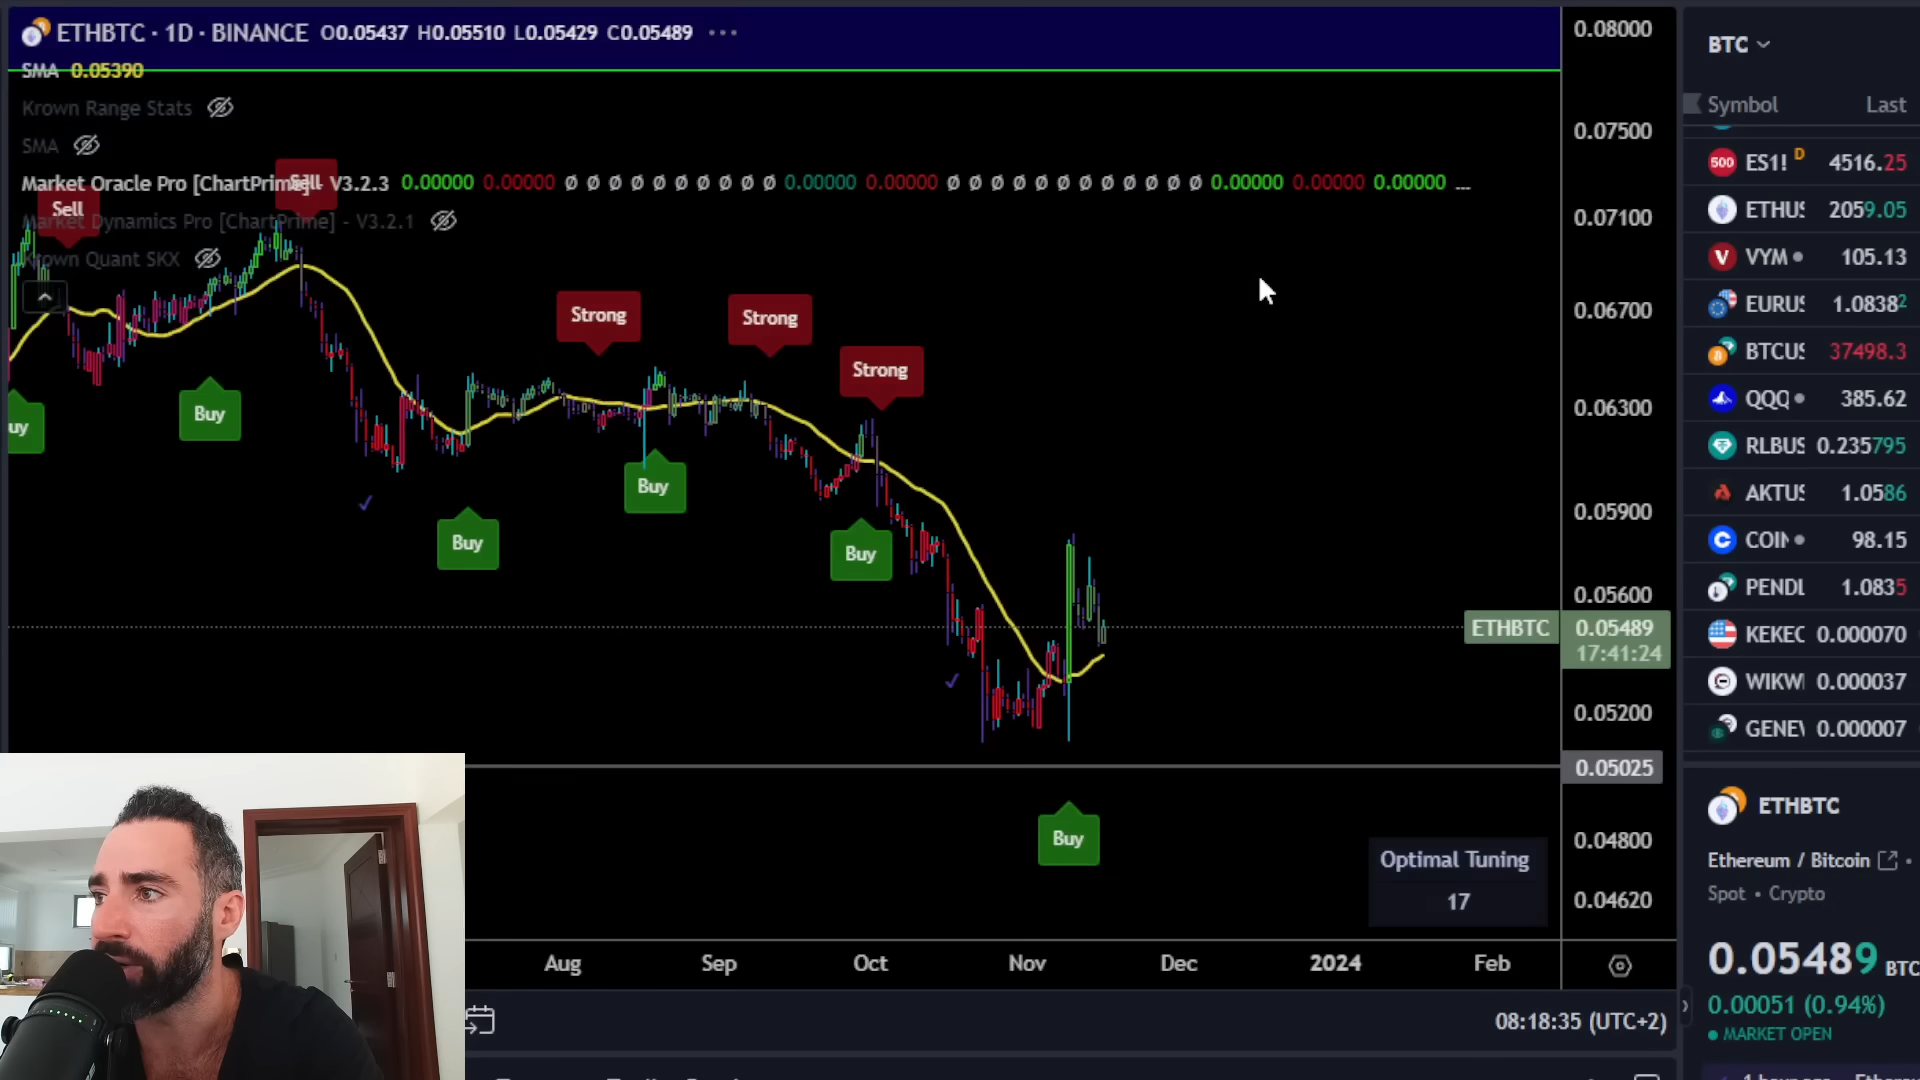 ETHBTC · 1D · BINANCE O0.05437 H0.05510 L0.05429 C0.05489 ···
SMA 0.05390
Krown Range Stats
SMA
Market Oracle Pro [ChartPrime] - V3.2.3 0.00000 0.00000 Ø Ø Ø Ø Ø Ø Ø Ø Ø Ø 0.00000 0.00000 Ø Ø Ø Ø Ø Ø Ø Ø Ø Ø Ø Ø 0.00000 0.00000 0.00000 ...
Market Dynamics Pro [ChartPrime] - V3.2.1
Krown Quant SKX
Sell
Sell
Strong
Strong
Strong
uy
Buy
Buy
Buy
Buy
Buy
Optimal Tuning
17
0.08000
0.07500
0.07100
0.06700
0.06300
0.05900
0.05600
ETHBTC 0.05489
17:41:24
0.05200
0.05025
0.04800
0.04620
Aug Sep Oct Nov Dec 2024 Feb
08:18:35 (UTC+2)
BTC
Symbol Last
500 ES1! D 4516.25
ETHUS 2059.05
V VYM 105.13
EURUS 1.08382
BTCUS 37498.3
QQQ 385.62
RLBUS 0.235795
AKTUS 1.0586
C COIN 98.15
PENDL 1.0835
KEKEC 0.000070
WIKWI 0.000037
GENEV 0.000007
ETHBTC
Ethereum / Bitcoin
Spot • Crypto
0.05489 BTC
0.00051 (0.94%)
MARKET OPEN